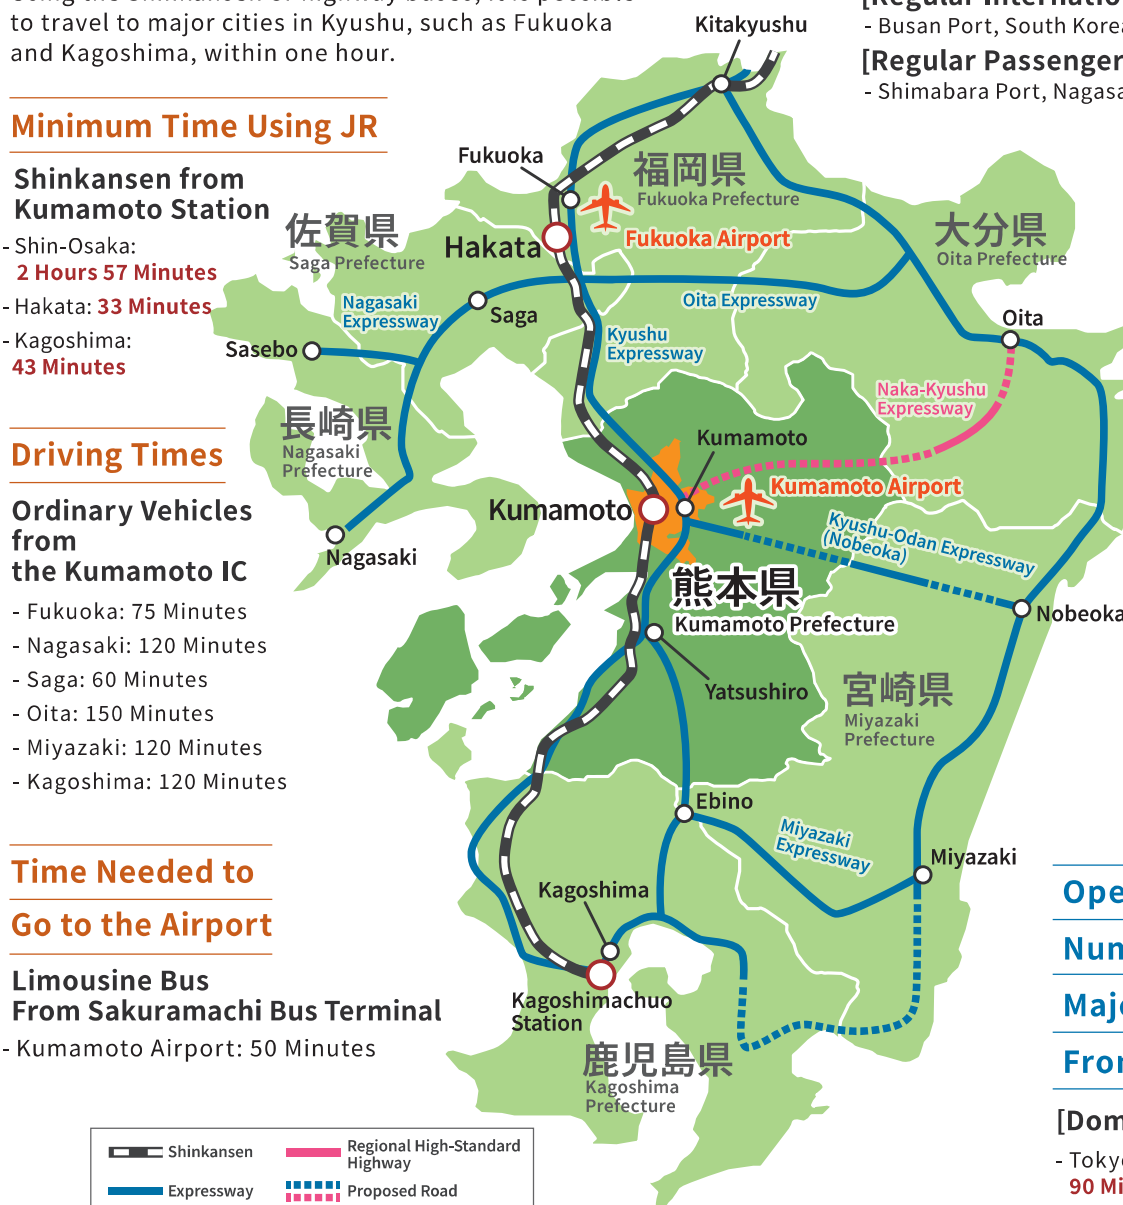 to travel to major cities in Kyushu, such as Fukuoka
and Kagoshima, within one hour.
Minimum Time Using JR
Shinkansen from
Kumamoto Station
- Shin-Osaka:
2 Hours 57 Minutes
- Hakata: 33 Minutes
- Kagoshima:
43 Minutes
Driving Times
Ordinary Vehicles
from
the Kumamoto IC
- Fukuoka: 75 Minutes
- Nagasaki: 120 Minutes
- Saga: 60 Minutes
- Oita: 150 Minutes
- Miyazaki: 120 Minutes
- Kagoshima: 120 Minutes
Time Needed to
Go to the Airport
Limousine Bus
From Sakuramachi Bus Terminal
- Kumamoto Airport: 50 Minutes
- Busan Port, South Korea
[Regular Passenger
- Shimabara Port,
Kitakyushu
Fukuoka
福岡県
Fukuoka Prefecture
Fukuoka Airport
Hakata
佐賀県
Saga Prefecture
大分県
Oita Prefecture
Nagasaki
Expressway
Saga
Oita Expressway
Oita
Kyushu
Expressway
Sasebo
Naka-Kyushu
Expressway
長崎県
Nagasaki
Prefecture
Kumamoto
Kumamoto Airport
Kumamoto
Kyushu-Odan Expressway
(Nobeoka)
Nagasaki
熊本県
Kumamoto Prefecture
Nobeoka
Yatsushiro
宮崎県
Miyazaki
Prefecture
Ebino
Miyazaki
Expressway
Miyazaki
Kagoshima
Kagoshimachuo
Station
鹿児島県
Kagoshima
Prefecture
[Dom
- Tokyo
90 Mi
Shinkansen
Regional High-Standard
Highway
Expressway
Proposed Road